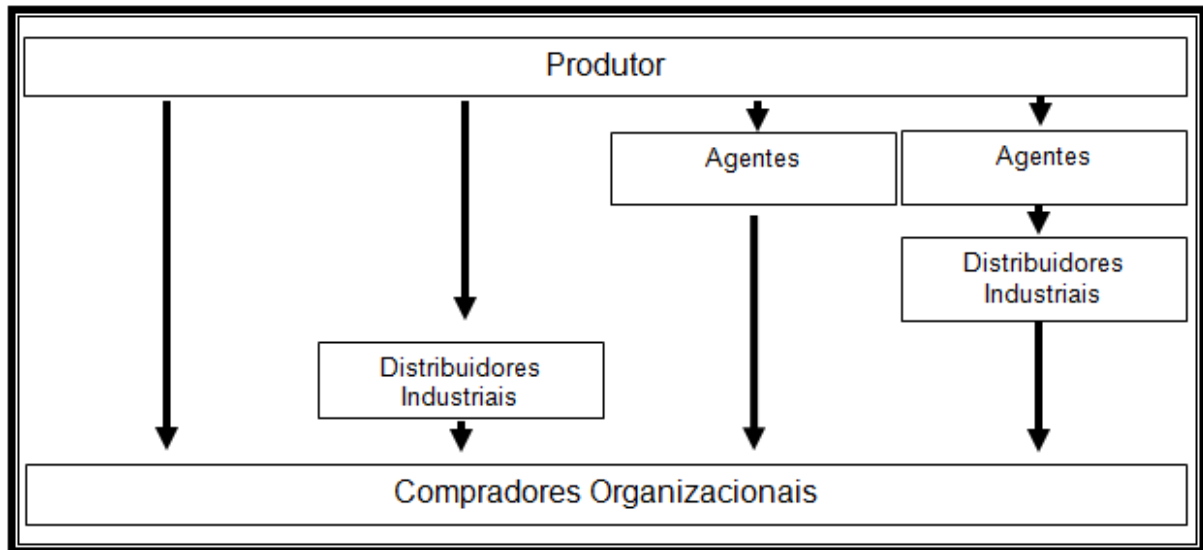 Produtor
Agentes
Agentes
Distribuidores
Industriais
Distribuidores
Industriais
Compradores Organizacionais